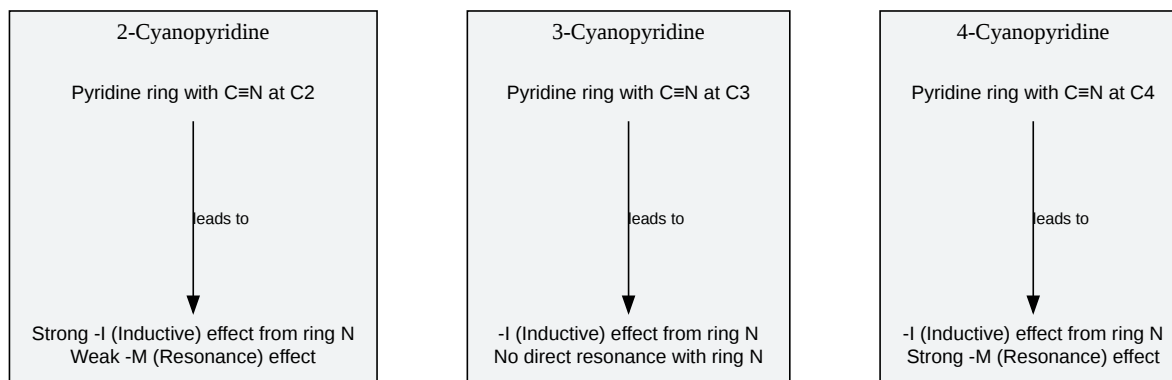 2-Cyanopyridine
Pyridine ring with C≡N at C2
leads to
Strong -I (Inductive) effect from ring N
Weak -M (Resonance) effect
3-Cyanopyridine
Pyridine ring with C≡N at C3
leads to
-I (Inductive) effect from ring N
No direct resonance with ring N
4-Cyanopyridine
Pyridine ring with C≡N at C4
leads to
-I (Inductive) effect from ring N
Strong -M (Resonance) effect